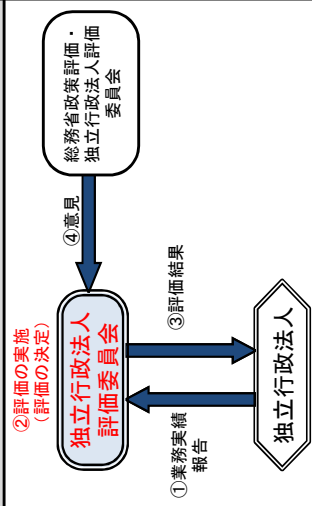 総務省政策評価・
独立行政法人評価
委員会
④意見
②評価の実施
(評価の決定)
独立行政法人
評価委員会
③評価結果
①業務実績
報告
独立行政法人